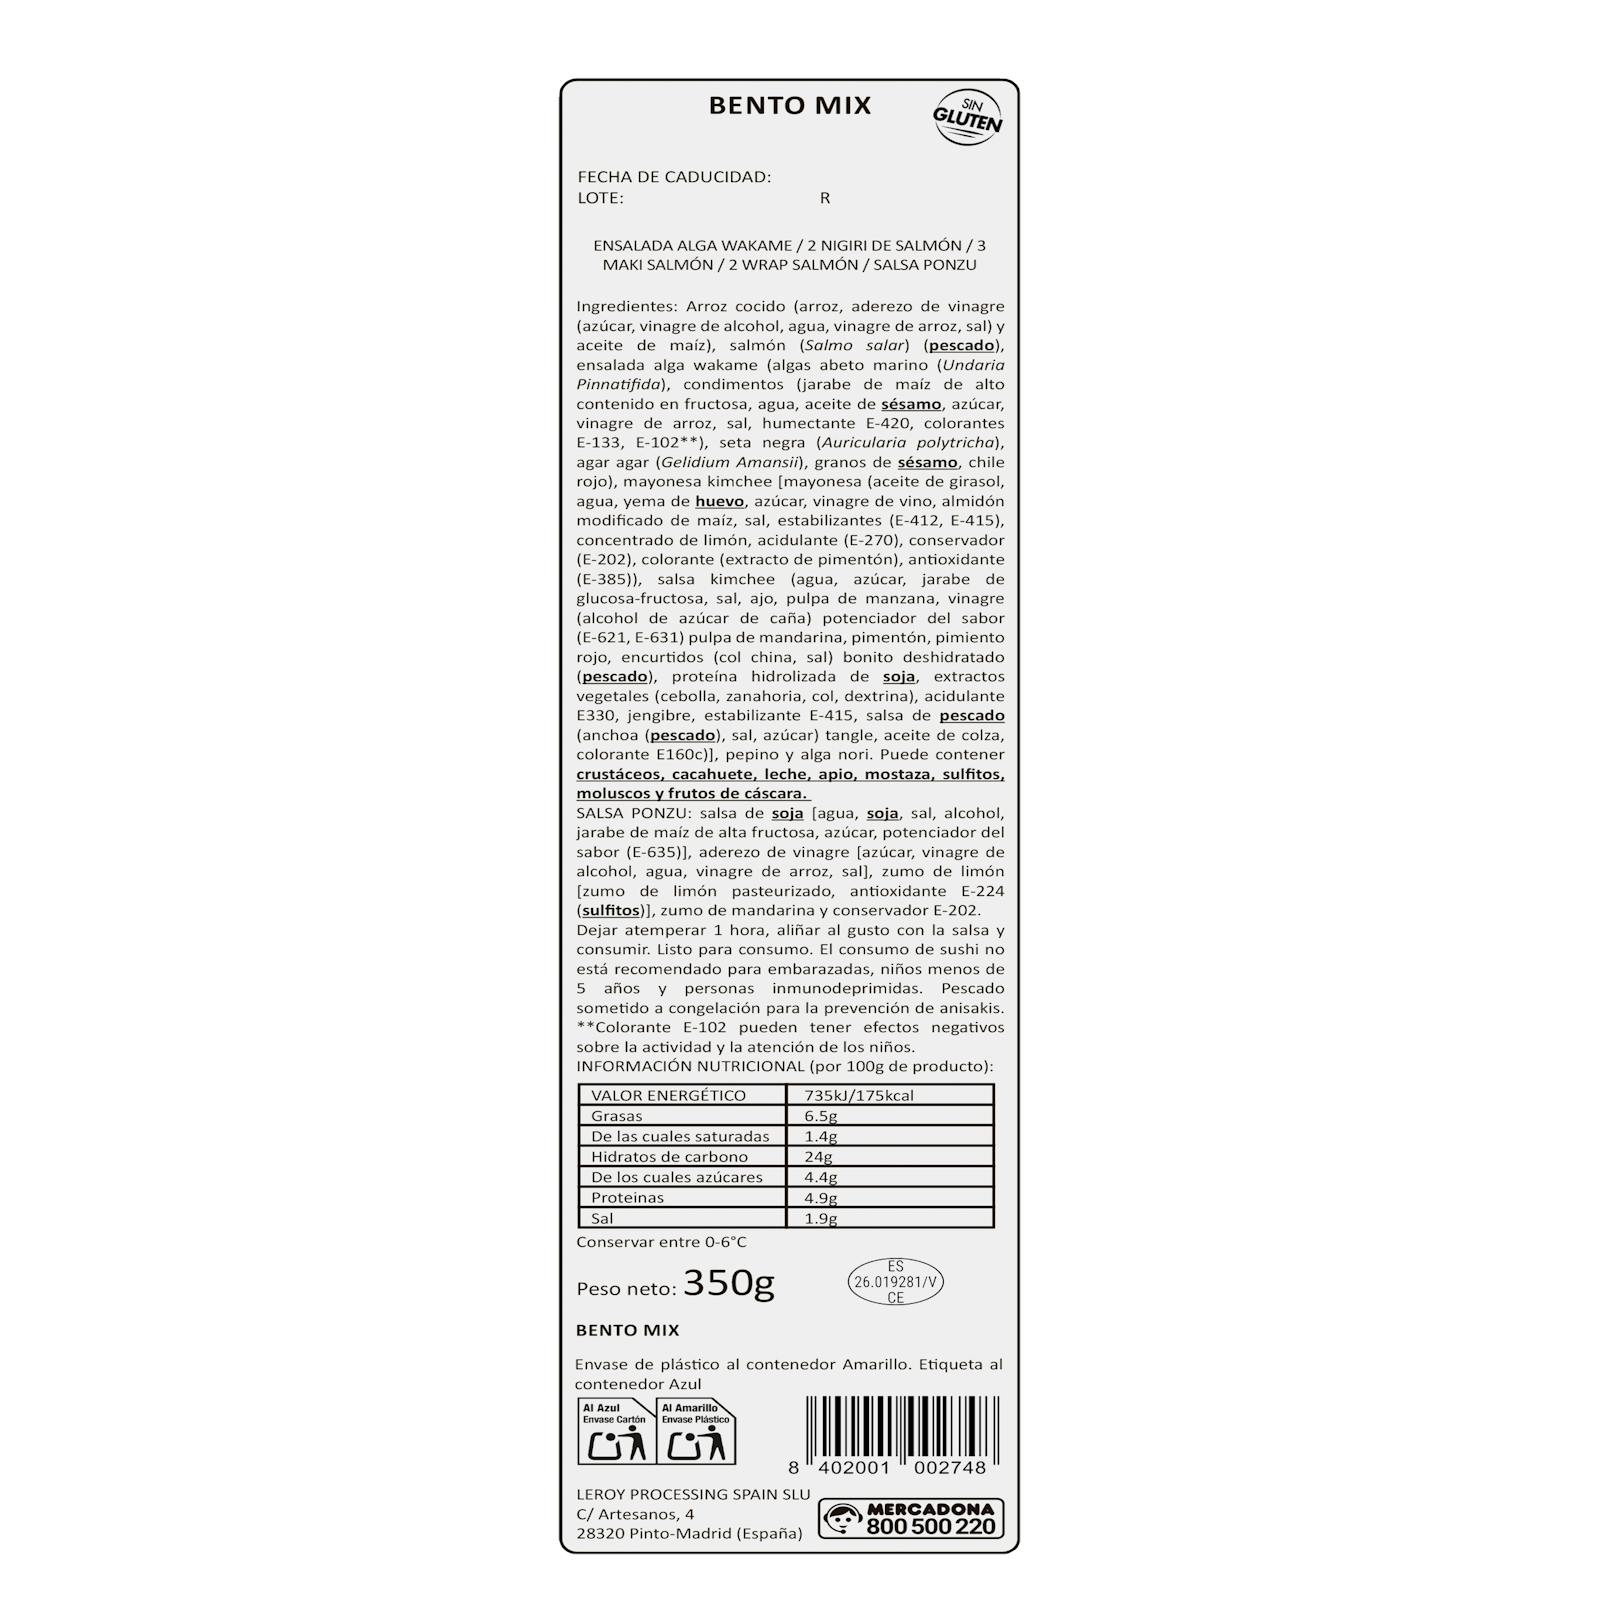 BENTO MIX
SIN
GLUTEN
FECHA DE CADUCIDAD:
LOTE: R
ENSALADA ALGA WAKAME / 2 NIGIRI DE SALMÓN / 3
MAKI SALMÓN / 2 WRAP SALMÓN / SALSA PONZU
Ingredientes: Arroz cocido (arroz, aderezo de vinagre
(azúcar, vinagre de alcohol, agua, vinagre de arroz, sal) y
aceite de maíz), salmón (Salmo salar) (pescado),
ensalada alga wakame (algas abeto marino (Undaria
Pinnatifida), condimentos (jarabe de maíz de alto
contenido en fructosa, agua, aceite de sésamo, azúcar,
vinagre de arroz, sal, humectante E-420, colorantes
E-133, E-102**), seta negra (Auricularia polytricha),
agar agar (Gelidium Amansii), granos de sésamo, chile
rojo), mayonesa kimchee [mayonesa (aceite de girasol,
agua, yema de huevo, azúcar, vinagre de vino, almidón
modificado de maíz, sal, estabilizantes (E-412, E-415),
concentrado de limón, acidulante (E-270), conservador
(E-202), colorante (extracto de pimentón), antioxidante
(E-385)), salsa kimchee (agua, azúcar, jarabe de
glucosa-fructosa, sal, ajo, pulpa de manzana, vinagre
(alcohol de azúcar de caña) potenciador del sabor
(E-621, E-631) pulpa de mandarina, pimentón, pimiento
rojo, encurtidos (col china, sal) bonito deshidratado
(pescado), proteína hidrolizada de soja, extractos
vegetales (cebolla, zanahoria, col, dextrina), acidulante
E330, jengibre, estabilizante E-415, salsa de pescado
(anchoa (pescado), sal, azúcar) tangle, aceite de colza,
colorante E160c)], pepino y alga nori. Puede contener
crustáceos, cacahuete, leche, apio, mostaza, sulfitos,
moluscos y frutos de cáscara.
SALSA PONZU: salsa de soja [agua, soja, sal, alcohol,
jarabe de maíz de alta fructosa, azúcar, potenciador del
sabor (E-635)], aderezo de vinagre [azúcar, vinagre de
alcohol, agua, vinagre de arroz, sal], zumo de limón
[zumo de limón pasteurizado, antioxidante E-224
(sulfitos)], zumo de mandarina y conservador E-202.
Dejar atemperar 1 hora, aliñar al gusto con la salsa y
consumir. Listo para consumo. El consumo de sushi no
está recomendado para embarazadas, niños menos de
5 años y personas inmunodeprimidas. Pescado
sometido a congelación para la prevención de anisakis.
**Colorante E-102 pueden tener efectos negativos
sobre la actividad y la atención de los niños.
INFORMACIÓN NUTRICIONAL (por 100g de producto):
VALOR ENERGÉTICO 735kJ/175kcal
Grasas 6.5g
De las cuales saturadas 1.4g
Hidratos de carbono 24g
De los cuales azúcares 4.4g
Proteinas 4.9g
Sal 1.9g
Conservar entre 0-6°C
Peso neto: 350g
ES
26.019281/V
CE
BENTO MIX
Envase de plástico al contenedor Amarillo. Etiqueta al
contenedor Azul
Al Azul
Envase Cartón
Al Amarillo
Envase Plástico
8 402001 002748
LEROY PROCESSING SPAIN SLU
C/ Artesanos, 4
28320 Pinto-Madrid (España)
MERCADONA
800 500 220